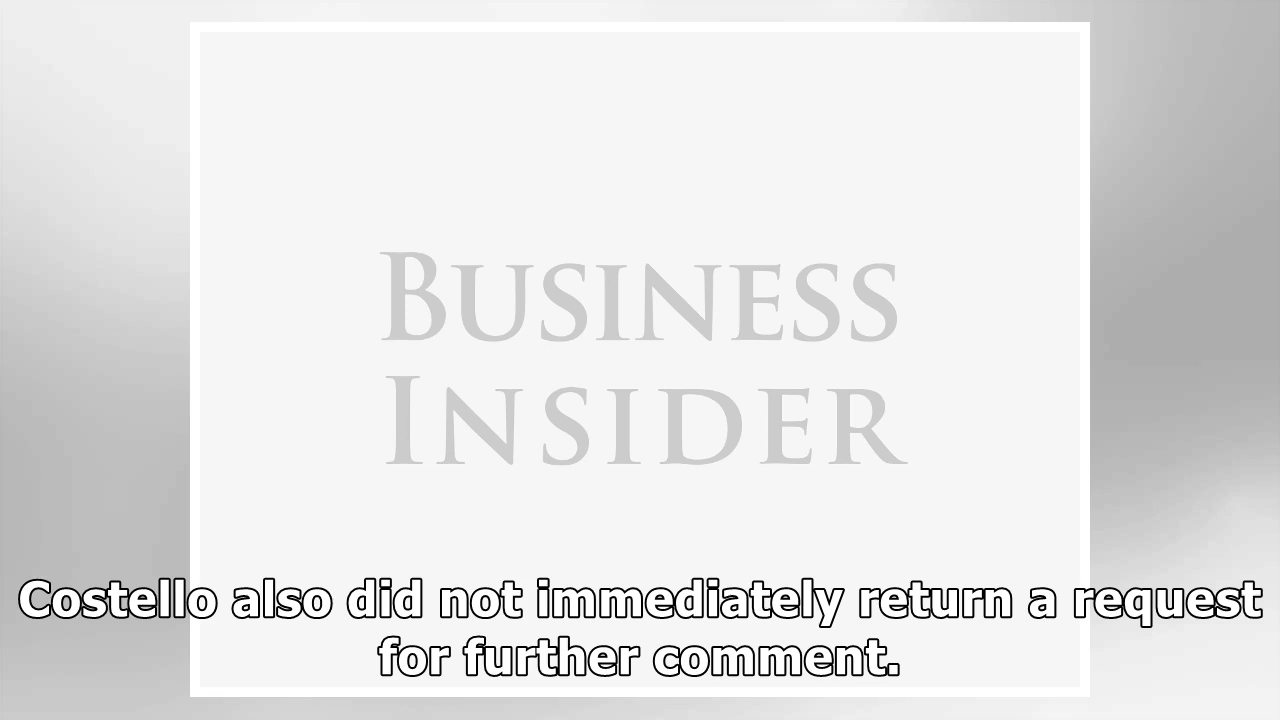 BUSINESS
INSIDER
Costello also did not immediately return a request
for further comment.